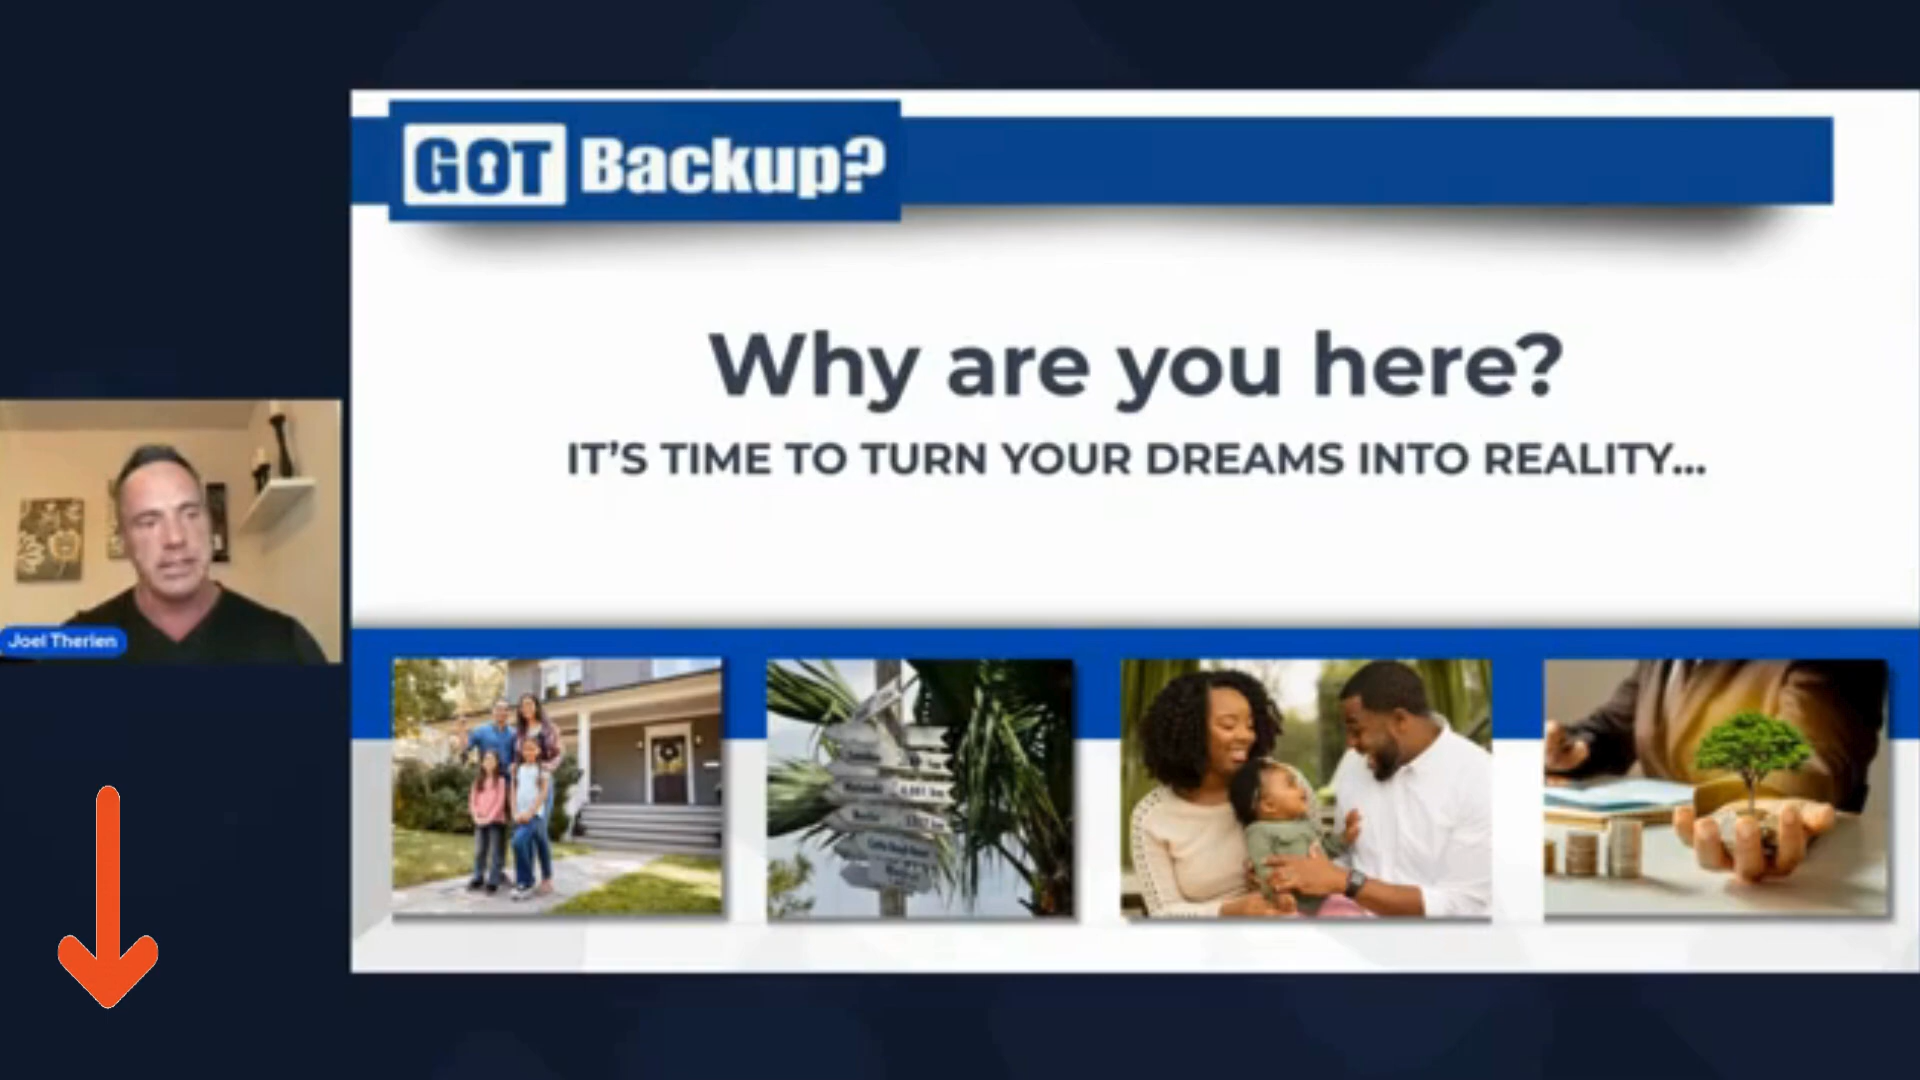 GOT Backup?
Why are you here?
IT'S TIME TO TURN YOUR DREAMS INTO REALITY...
Joel Therien